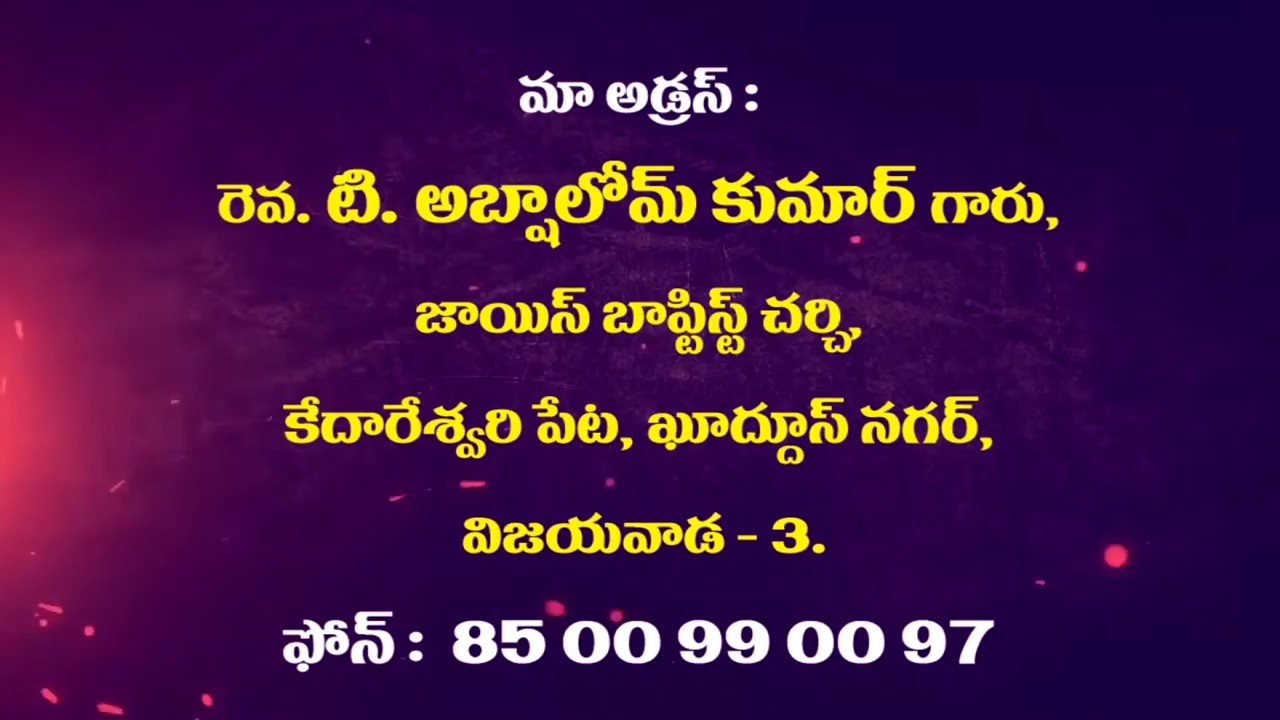 మా అడ్రస్ :
రెవ. టి. అబ్షాలోమ్ కుమార్ గారు,
జాయిస్ బాప్టిస్ట్ చర్చి,
కేదారేశ్వరి పేట, ఖూద్దూస్ నగర్,
విజయవాడ - 3.
ఫోన్ : 85 00 99 00 97